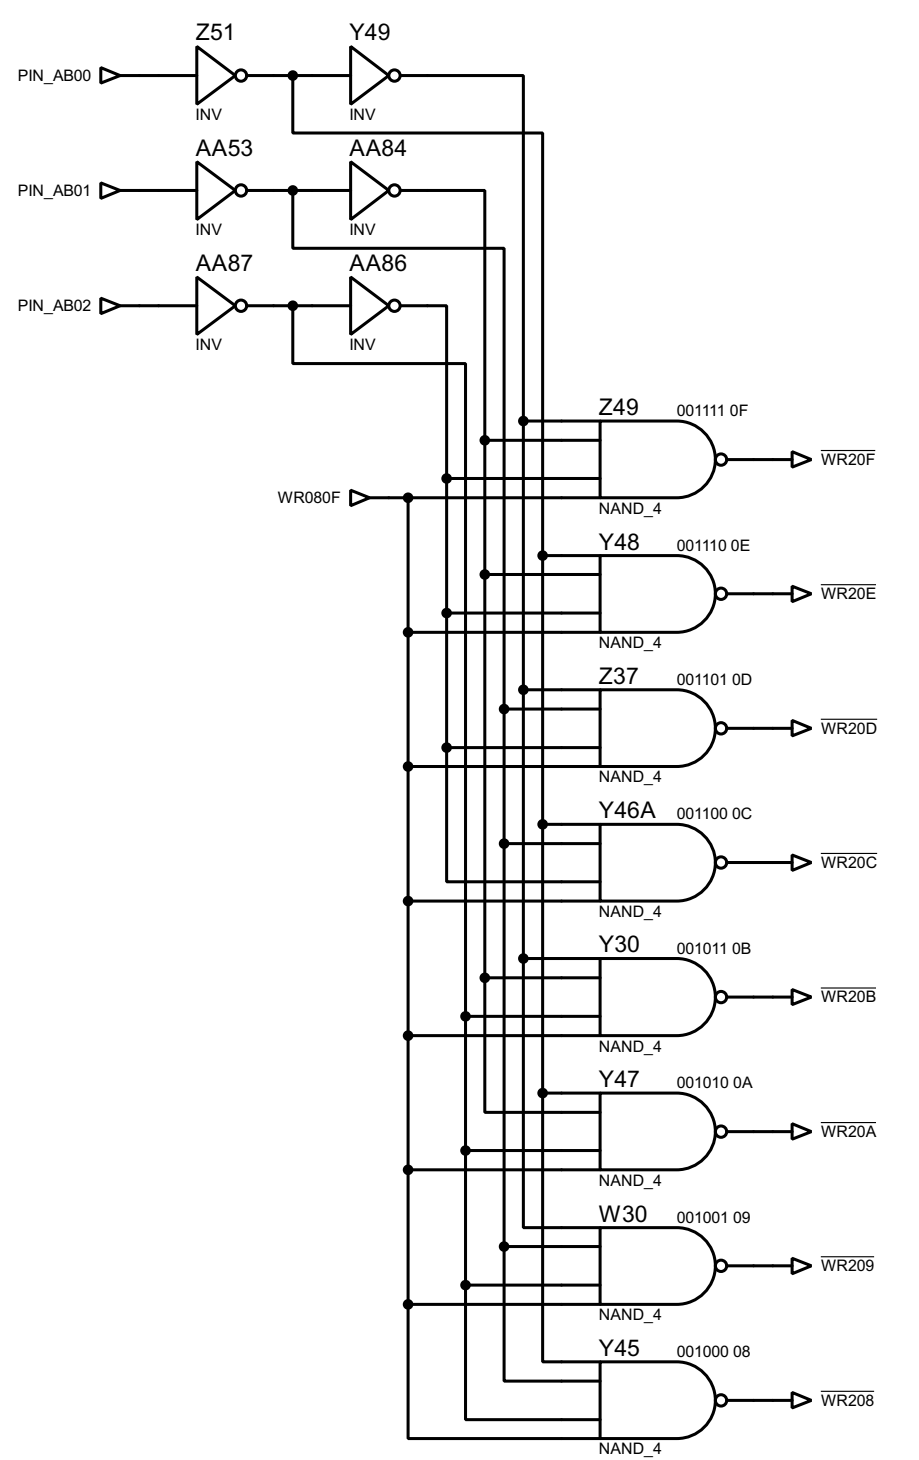 Z51 Y49
PIN_AB00
INV INV
AA53 AA84
PIN_AB01
INV INV
AA87 AA86
PIN_AB02
INV INV
Z49 001111 0F
WR20F
WR080F
NAND_4
Y48 001110 0E
WR20E
NAND_4
Z37 001101 0D
WR20D
NAND_4
Y46A 001100 0C
WR20C
NAND_4
Y30 001011 0B
WR20B
NAND_4
Y47 001010 0A
WR20A
NAND_4
W30 001001 09
WR209
NAND_4
Y45 001000 08
WR208
NAND_4